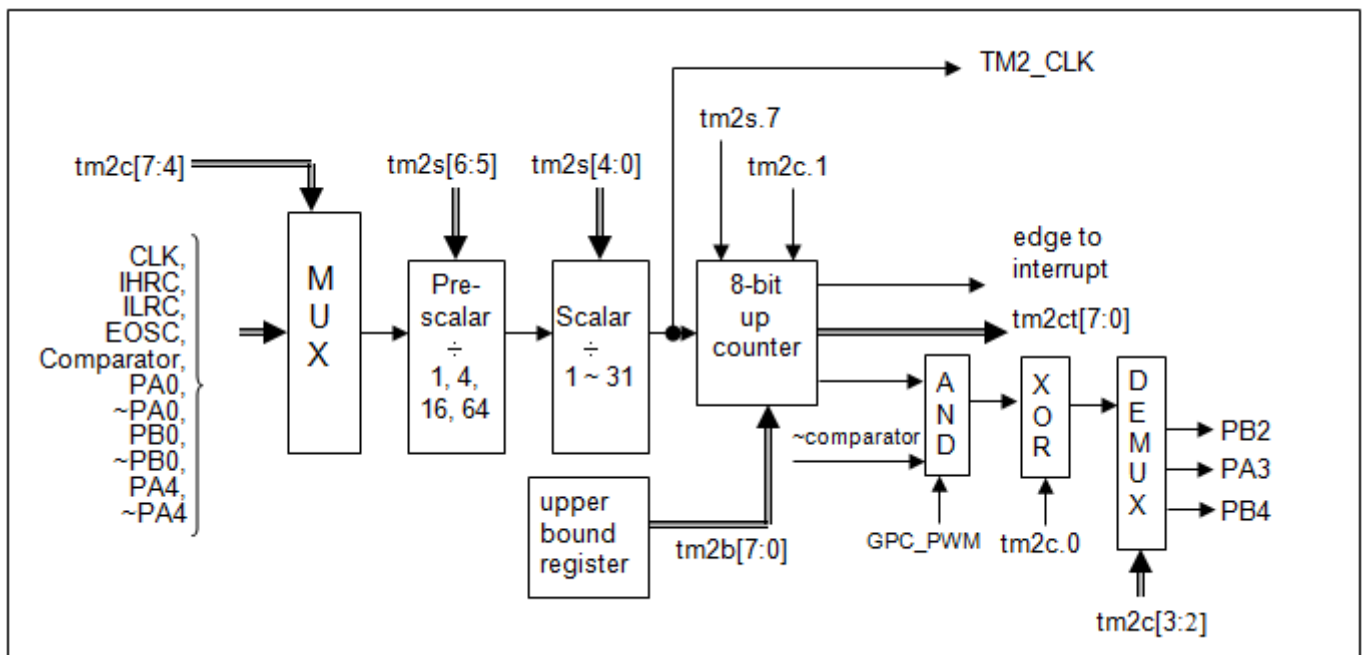 TM2_CLK
tm2s.7
tm2c[7:4]
tm2s[6:5]
tm2s[4:0]
tm2c.1
CLK,
IHRC,
ILRC,
EOSC,
Comparator,
PA0,
~PA0,
PB0,
~PB0,
PA4,
~PA4
M
U
X
Pre-
scalar
÷
1, 4,
16, 64
Scalar
÷
1 ~ 31
8-bit
up
counter
edge to
interrupt
tm2ct[7:0]
~comparator
A
N
D
X
O
R
D
E
M
U
X
PB2
PA3
PB4
upper
bound
register
tm2b[7:0]
GPC_PWM
tm2c.0
tm2c[3:2]